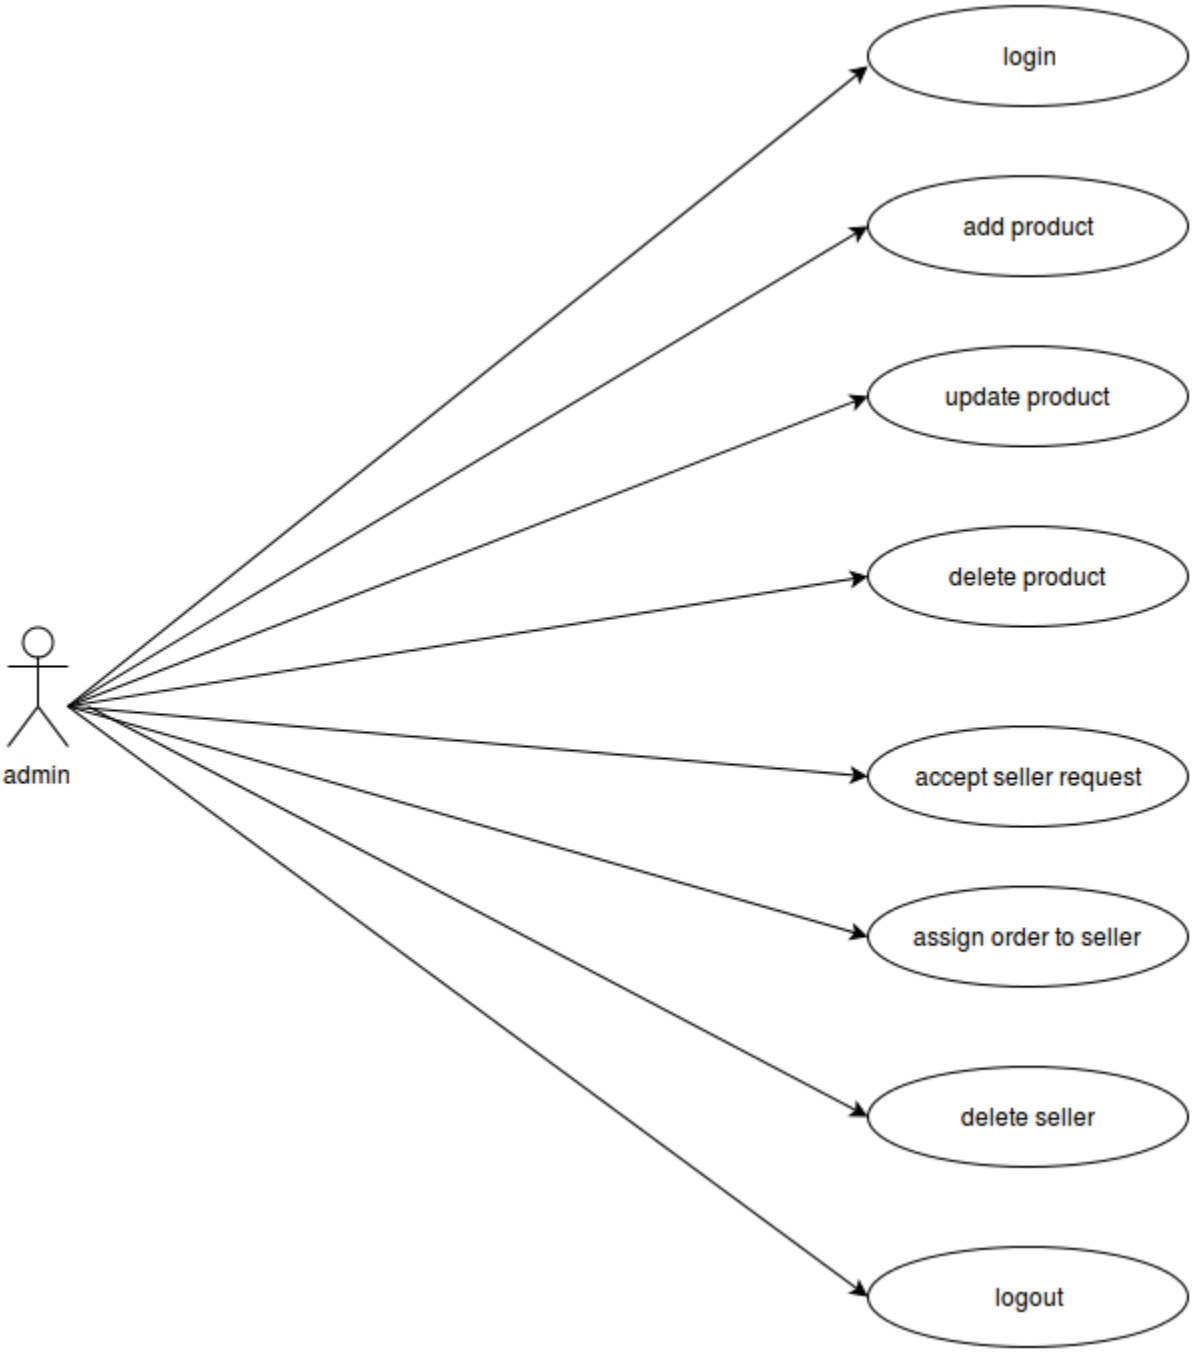 login
add product
update product
delete product
admin
accept seller request
assign order to seller
delete seller
logout